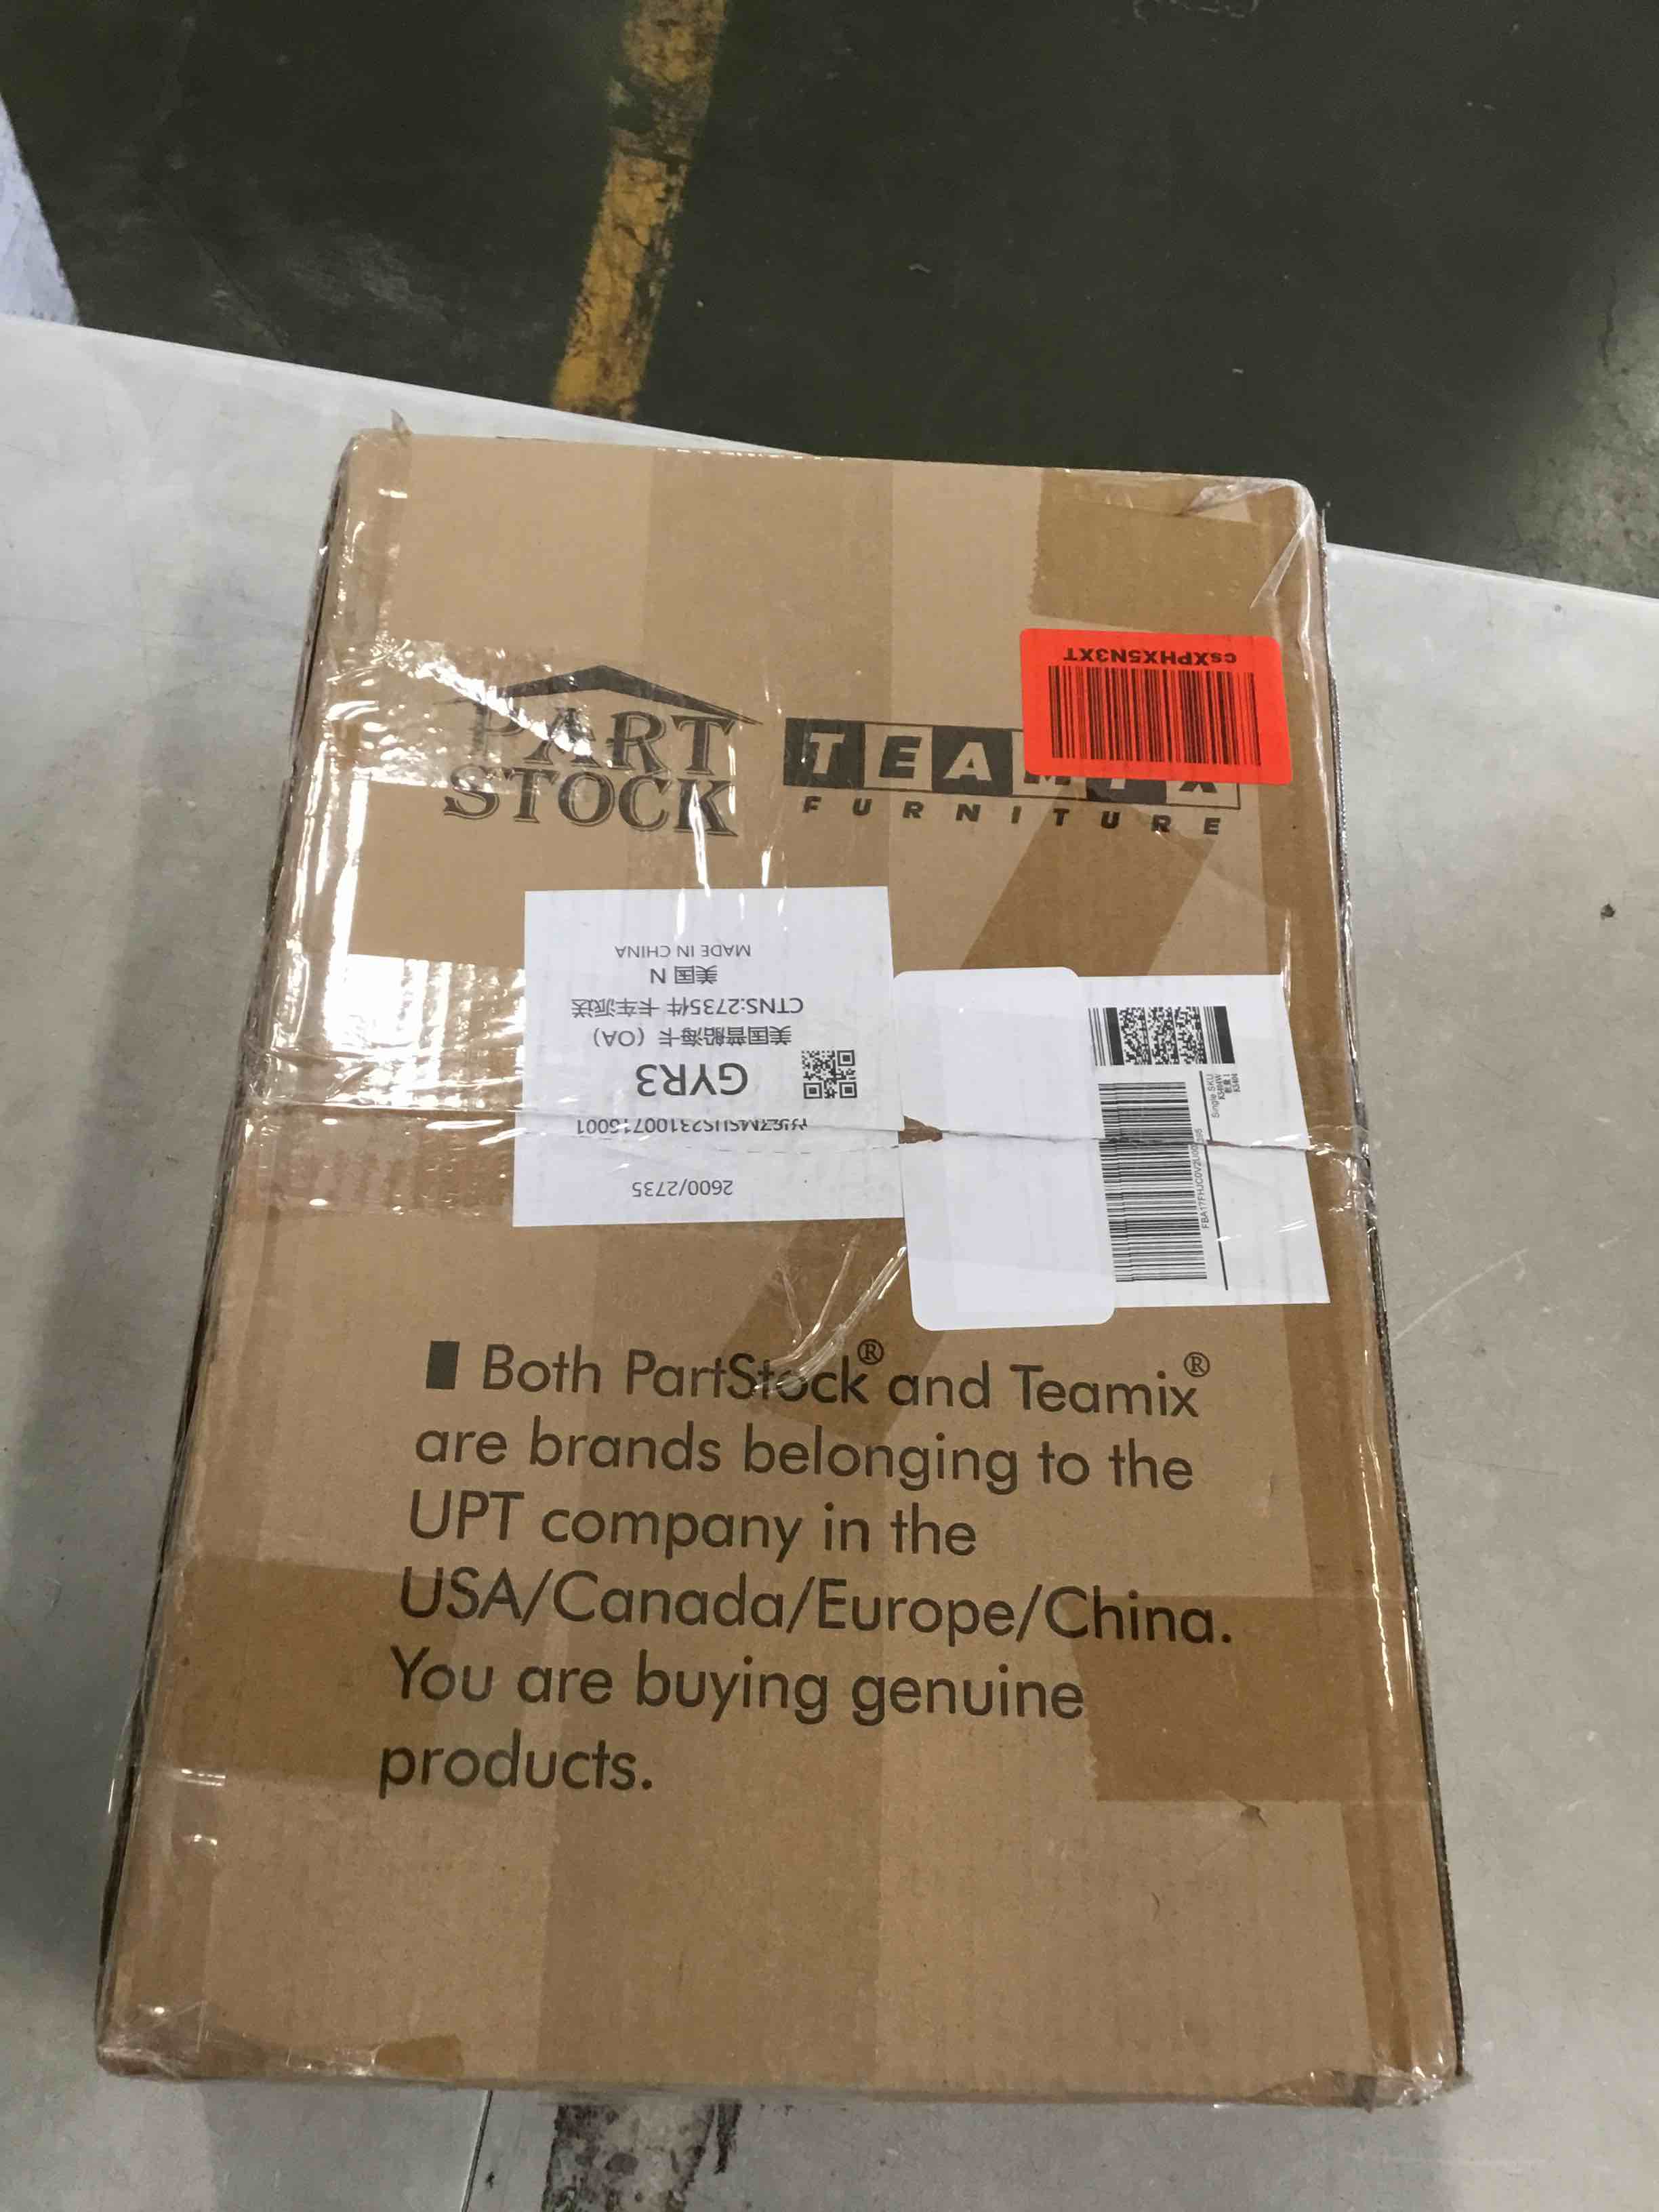 csXPHX5N3XT
PART
STOCK
TEAMIX
FURNITURE
2600/2735
GYR3
美国普船海卡 (OA)
CTNS:2735件 卡车派送
美国 N
MADE IN CHINA
Single SKU
■ Both PartStock® and Teamix®
are brands belonging to the
UPT company in the
USA/Canada/Europe/China.
You are buying genuine
products.